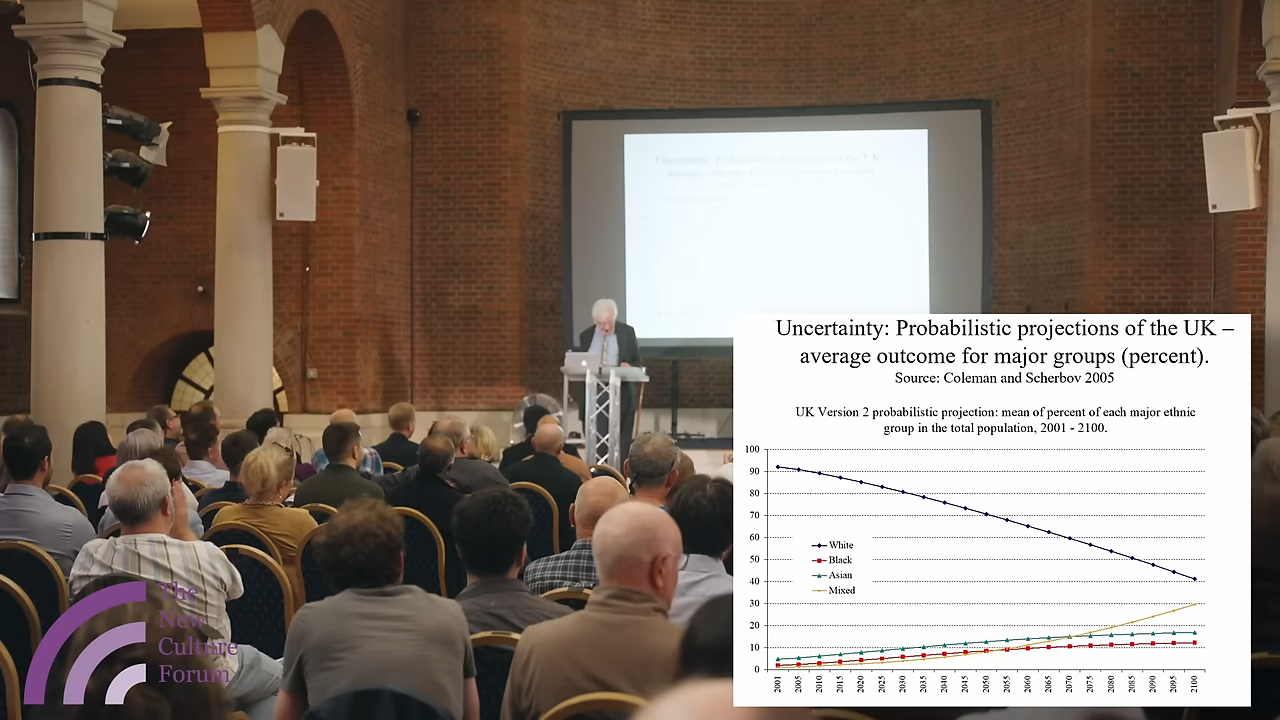 Uncertainty: Probabilistic projections of the UK –
average outcome for major groups (percent).
Source: Coleman and Scherbov 2005
UK Version 2 probabilistic projection: mean of percent of each major ethnic
group in the total population, 2001 - 2100.
100
90
80
70
60
50
40
30
20
10
0
White
Black
Asian
Mixed
2001
2005
2010
2015
2020
2025
2030
2035
2040
2045
2050
2055
2060
2065
2070
2075
2080
2085
2090
2095
2100
The
New
Culture
Forum